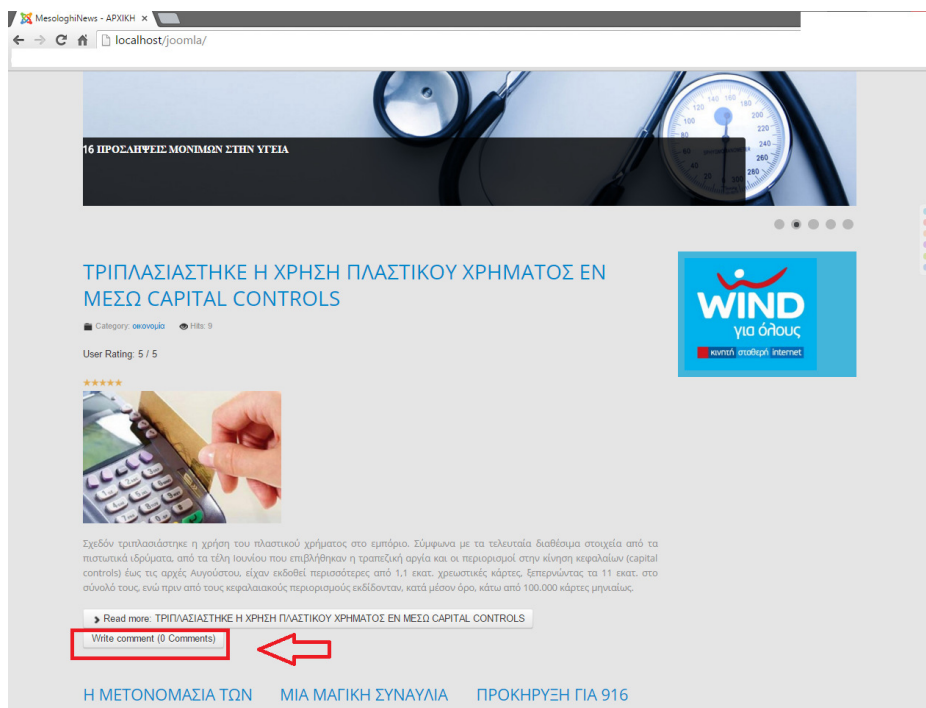 MesologhiNews - ΑΡΧΙΚΗ
localhost/joomla/
16 ΠΡΟΣΛΗΨΕΙΣ ΜΟΝΙΜΩΝ ΣΤΗΝ ΥΓΕΙΑ
ΤΡΙΠΛΑΣΙΑΣΤΗΚΕ Η ΧΡΗΣΗ ΠΛΑΣΤΙΚΟΥ ΧΡΗΜΑΤΟΣ ΕΝ
ΜΕΣΩ CAPITAL CONTROLS
Category: οικονομία Hits: 9
User Rating: 5 / 5
WIND
για όλους
κινητή σταθερή internet
Σχεδόν τριπλασιάστηκε η χρήση του πλαστικού χρήματος στο εμπόριο. Σύμφωνα με τα τελευταία διαθέσιμα στοιχεία από τα
πιστωτικά ιδρύματα, από τα τέλη Ιουνίου που επιβλήθηκαν η τραπεζική αργία και οι περιορισμοί στην κίνηση κεφαλαίων (capital
controls) έως τις αρχές Αυγούστου, είχαν εκδοθεί περισσότερες από 1,1 εκατ. χρεωστικές κάρτες, ξεπερνώντας τα 11 εκατ. στο
σύνολό τους, ενώ πριν από τους κεφαλαιακούς περιορισμούς εκδίδονταν, κατά μέσον όρο, κάτω από 100.000 κάρτες μηνιαίως.
Read more: ΤΡΙΠΛΑΣΙΑΣΤΗΚΕ Η ΧΡΗΣΗ ΠΛΑΣΤΙΚΟΥ ΧΡΗΜΑΤΟΣ ΕΝ ΜΕΣΩ CAPITAL CONTROLS
Write comment (0 Comments)
Η ΜΕΤΟΝΟΜΑΣΙΑ ΤΩΝ ΜΙΑ ΜΑΓΙΚΗ ΣΥΝΑΥΛΙΑ ΠΡΟΚΗΡΥΞΗ ΓΙΑ 916